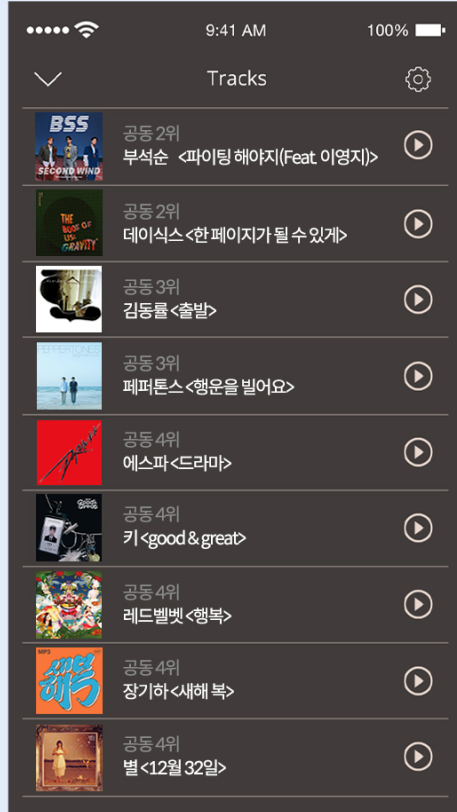 9:41 AM
100%
Tracks
BSS
SECOND WIND
공동 2위
부석순 <파이팅 해야지(Feat. 이영지)>
THE
BOOK OF
US:
GRAVITY
공동 2위
데이식스 <한 페이지가 될 수 있게>
공동 3위
김동률 <출발>
PEPPERTONES
공동 3위
페퍼톤스 <행운을 빌어요>
공동 4위
에스파 <드라마>
Good &
Great
공동 4위
키 <good & great>
공동 4위
레드벨벳 <행복>
MP3
새해
복
공동 4위
장기하 <새해 복>
공동 4위
별 <12월 32일>